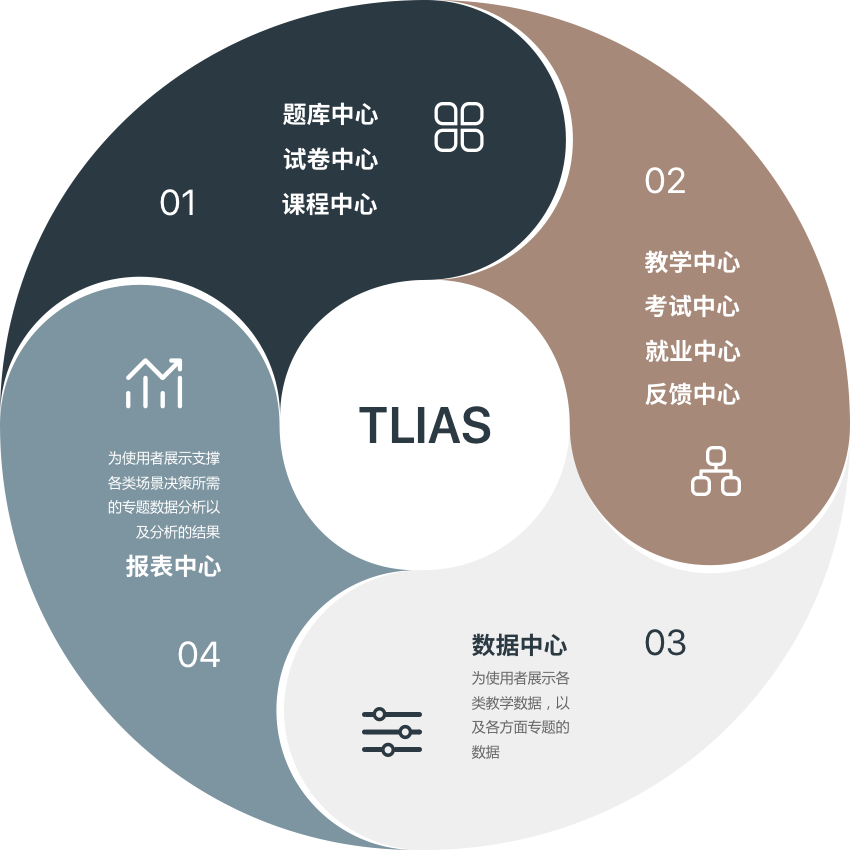 01
题库中心
试卷中心
课程中心
02
教学中心
考试中心
就业中心
反馈中心
TLIAS
03
数据中心
为使用者展示各
类教学数据，以
及各方面专题的
数据
为使用者展示支撑
各类场景决策所需
的专题数据分析以
及分析的结果
报表中心
04